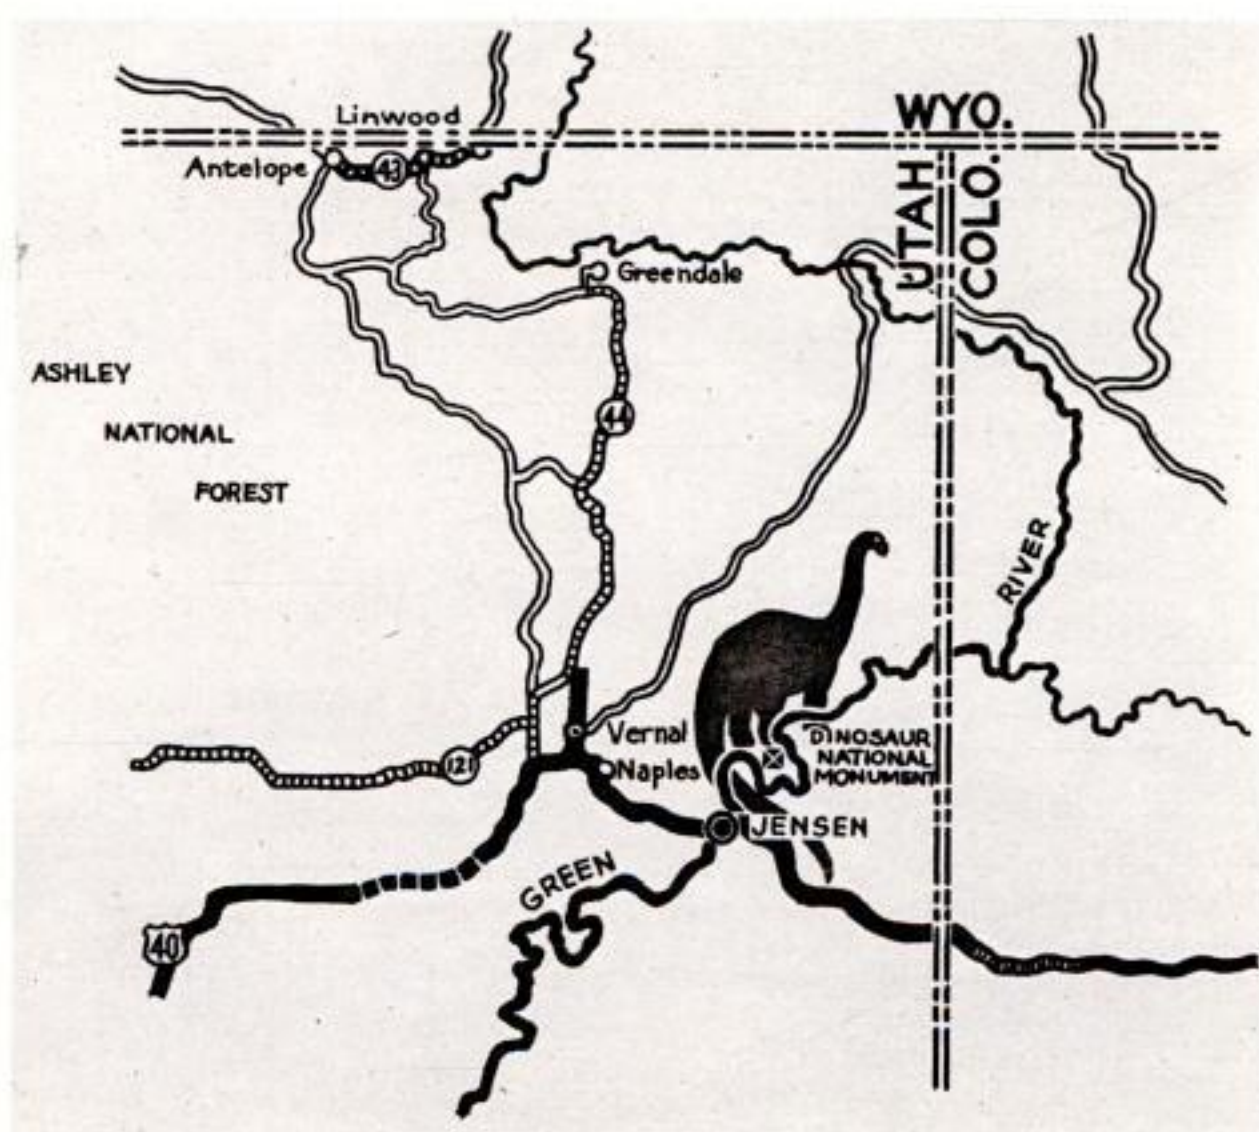 WYO.
Linwood
Antelope
43
UTAH
COLO.
Greendale
ASHLEY
NATIONAL
FOREST
44
RIVER
Vernal
DINOSAUR
NATIONAL
MONUMENT
121
Naples
JENSEN
GREEN
40